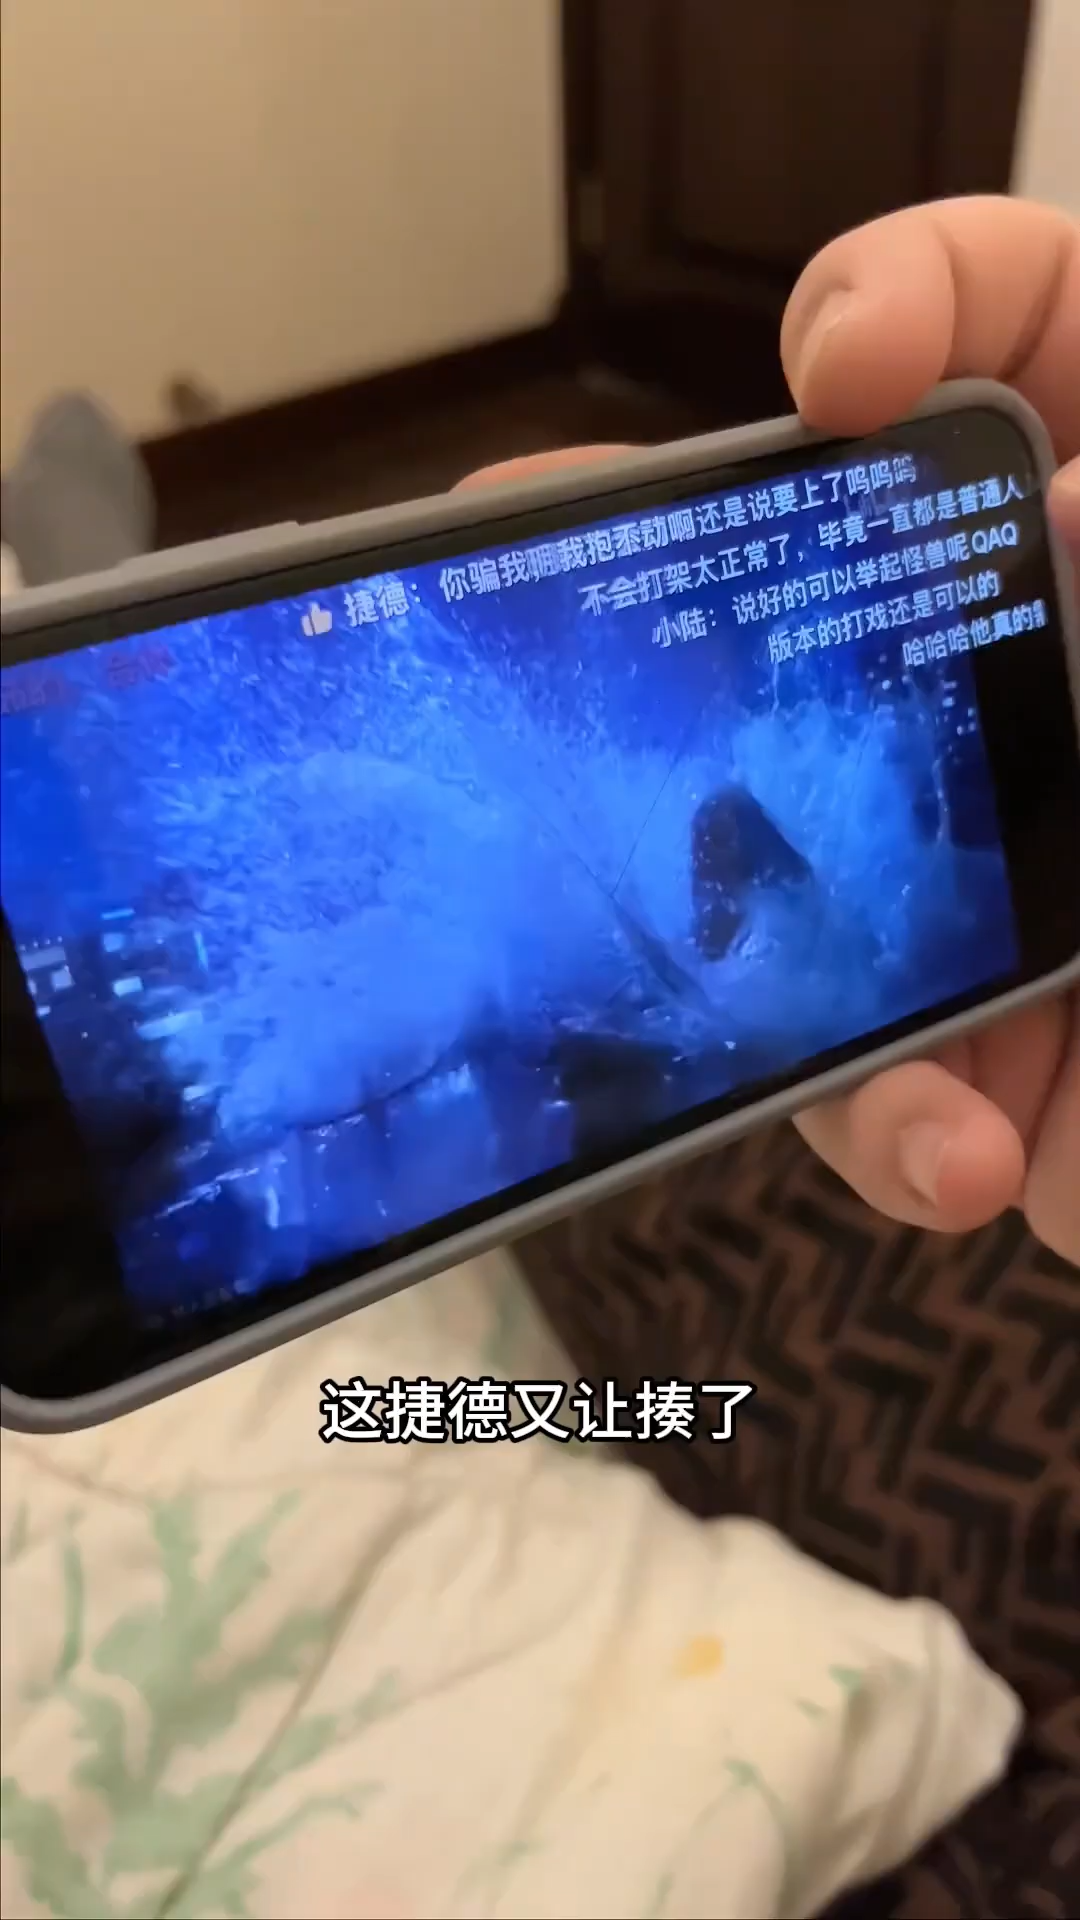 捷德：你骗我
我抱不动啊还是说要上了呜呜呜
不会打架太正常了，毕竟一直都是普通人
小陆：说好的可以举起怪兽呢QAQ
版本的打戏还是可以的
哈哈哈他真的
这捷德又让揍了